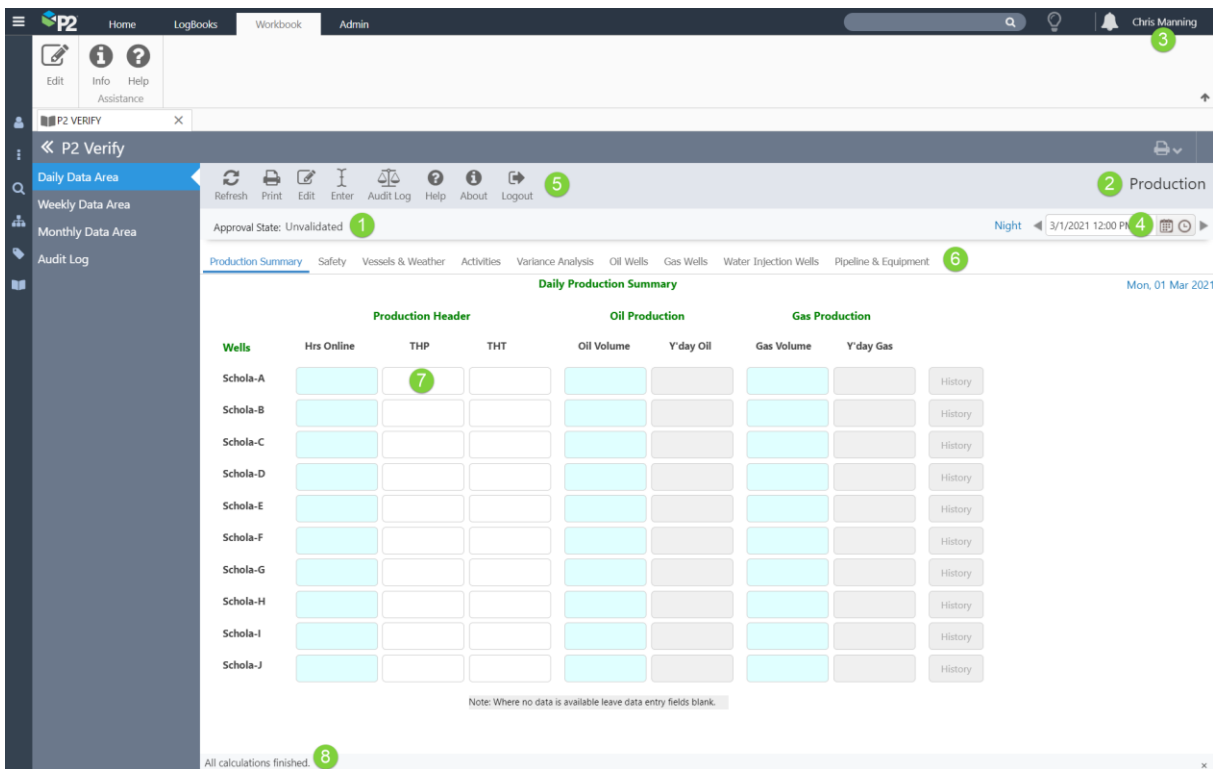 P2 Home LogBooks Workbook Admin Chris Manning
3
Edit Info Help
Assistance
P2 VERIFY
P2 Verify
Daily Data Area
Weekly Data Area
Monthly Data Area
Audit Log
Refresh Print Edit Enter Audit Log Help About Logout 5
2 Production
Approval State: Unvalidated 1
Night 3/1/2021 12:00 PM 4
Production Summary Safety Vessels & Weather Activities Variance Analysis Oil Wells Gas Wells Water Injection Wells Pipeline & Equipment 6
Daily Production Summary Mon, 01 Mar 2021
Production Header Oil Production Gas Production
Wells Hrs Online THP THT Oil Volume Y'day Oil Gas Volume Y'day Gas
Schola-A 7 History
Schola-B History
Schola-C History
Schola-D History
Schola-E History
Schola-F History
Schola-G History
Schola-H History
Schola-I History
Schola-J History
Note: Where no data is available leave data entry fields blank.
All calculations finished. 8